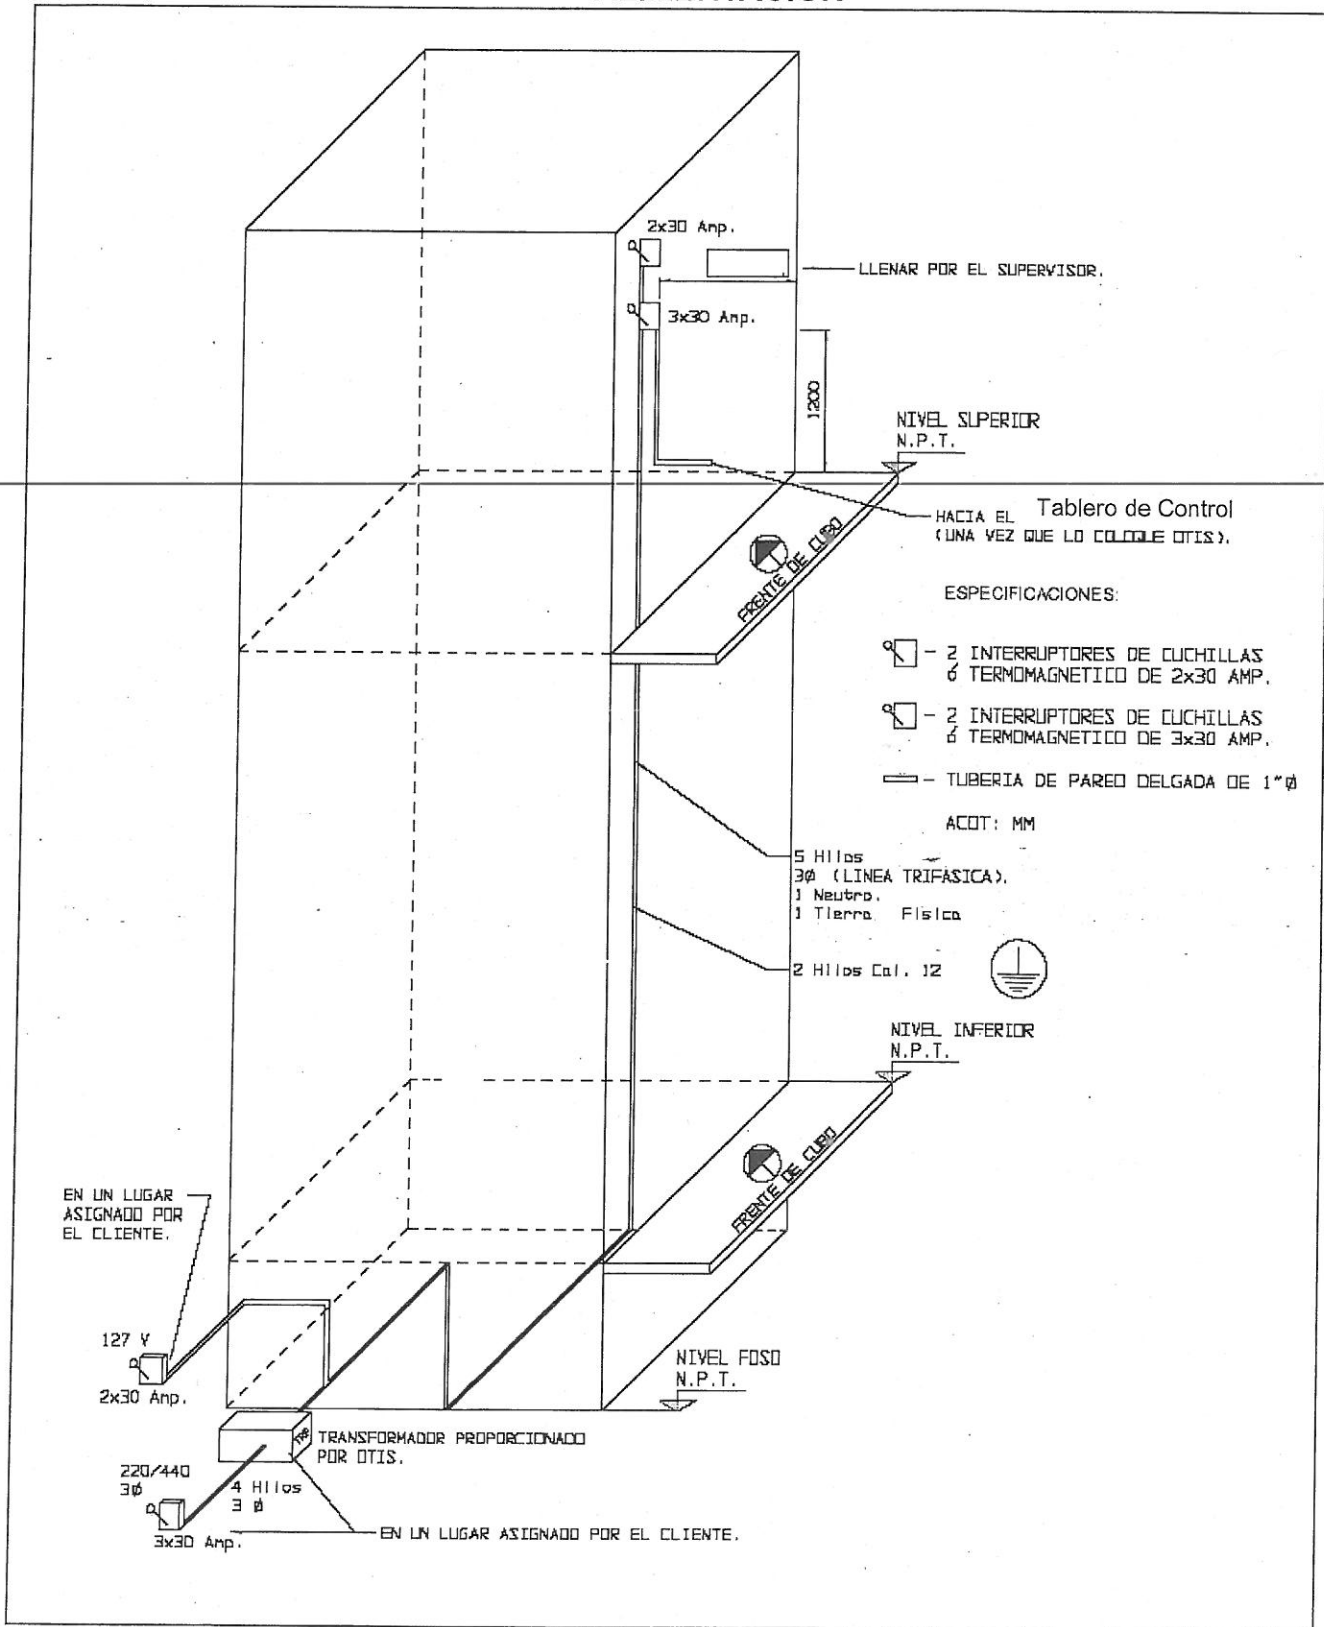 2x30 Amp.
LLENAR POR EL SUPERVISOR.
3x30 Amp.
1200
NIVEL SUPERIOR
N.P.T.
HACIA EL Tablero de Control
(UNA VEZ QUE LO COLOQUE OTIS).
FRENTE DE CUBO
ESPECIFICACIONES:
- 2 INTERRUPTORES DE CUCHILLAS
ó TERMOMAGNETICO DE 2x30 AMP.
- 2 INTERRUPTORES DE CUCHILLAS
ó TERMOMAGNETICO DE 3x30 AMP.
- TUBERIA DE PARED DELGADA DE 1"Ø
ACOT: MM
5 Hilos
3Ø (LINEA TRIFASICA).
1 Neutro.
1 Tierra Fisica
2 Hilos Cal. 12
NIVEL INFERIOR
N.P.T.
FRENTE DE CUBO
EN UN LUGAR
ASIGNADO POR
EL CLIENTE.
127 V
2x30 Amp.
NIVEL FOSO
N.P.T.
TRANSFORMADOR PROPORCIONADO
POR OTIS.
220/440
3Ø
4 Hilos
3 Ø
3x30 Amp.
EN UN LUGAR ASIGNADO POR EL CLIENTE.